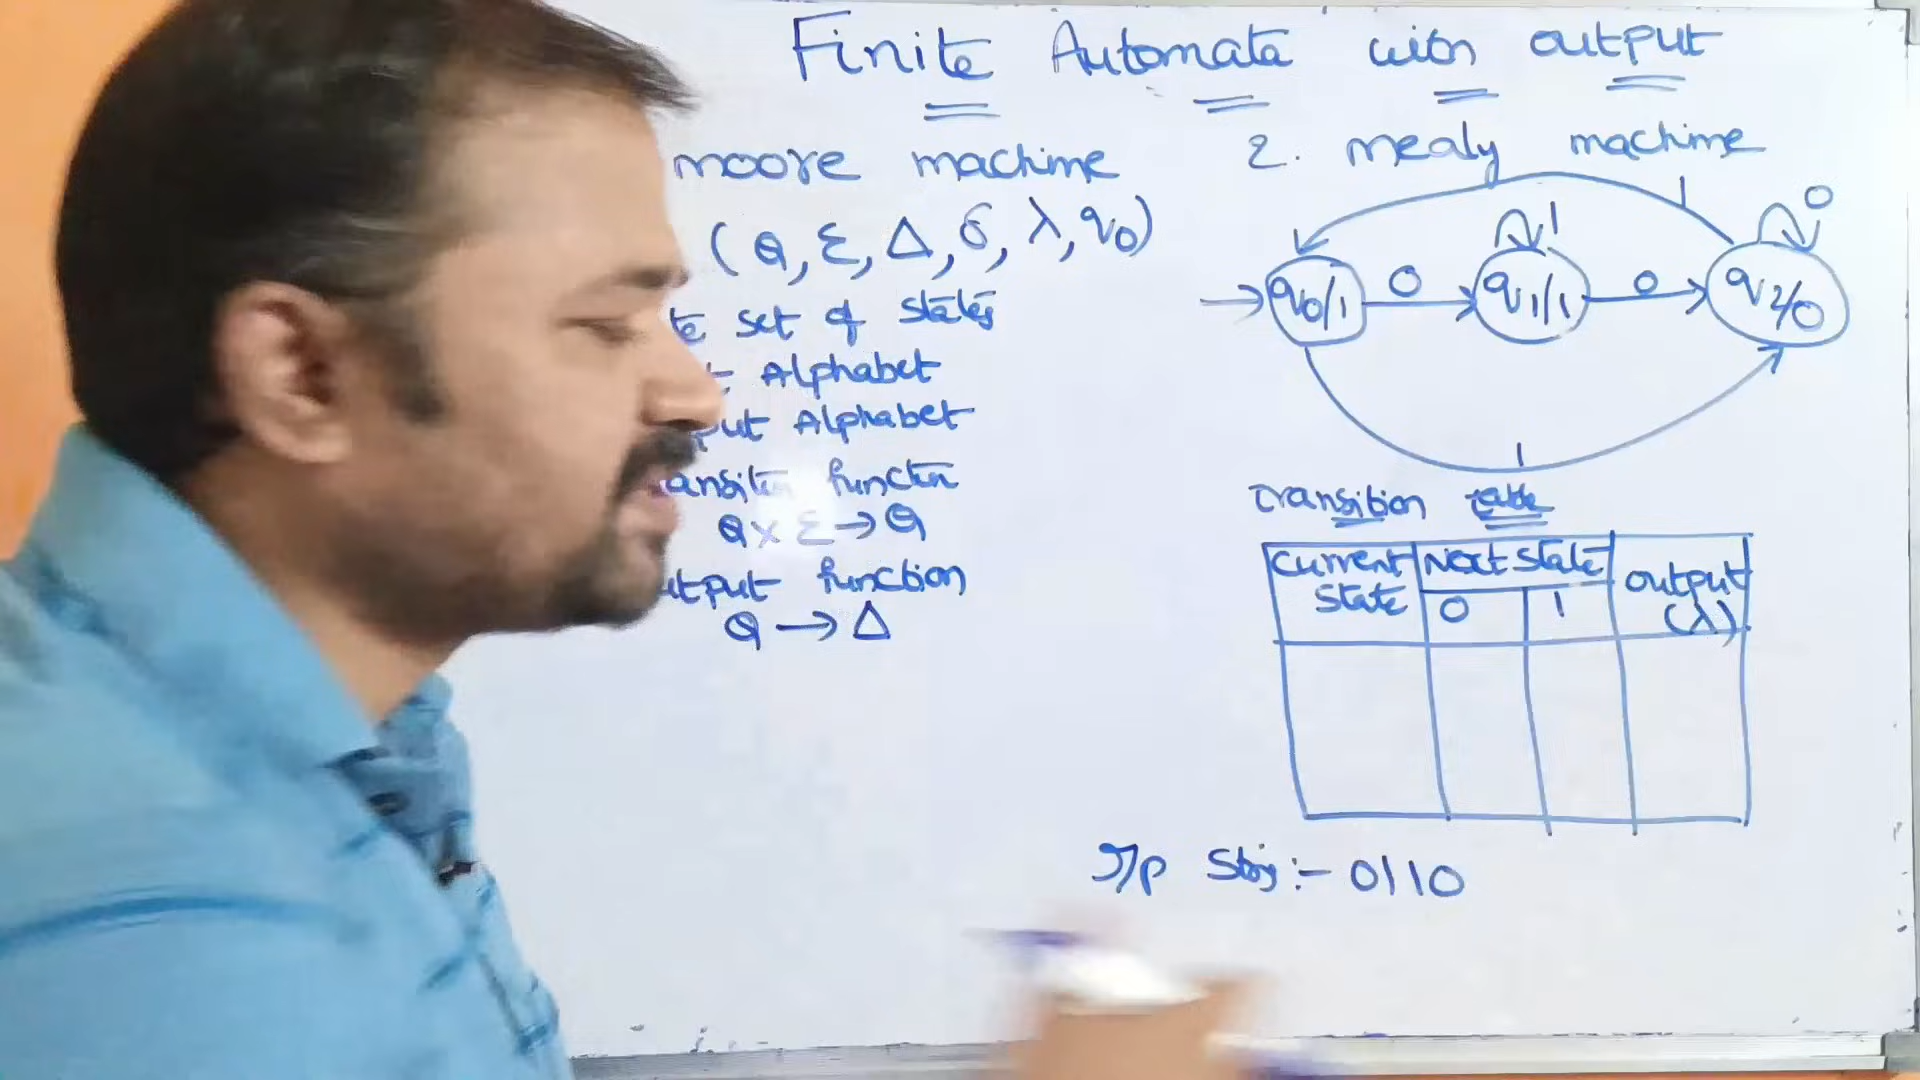 Finite Automata with output
moore machine
(Q, Σ, Δ, δ, λ, q0)
set of states
Alphabet
put Alphabet
ansition function
Q x Σ → Q
utput function
Q → Δ
2. mealy machine
1
0
1
q0/1
0
q1/1
0
q2/0
1
Transition table
Current State
Next State
output (λ)
0
1
I/p String :- 0110